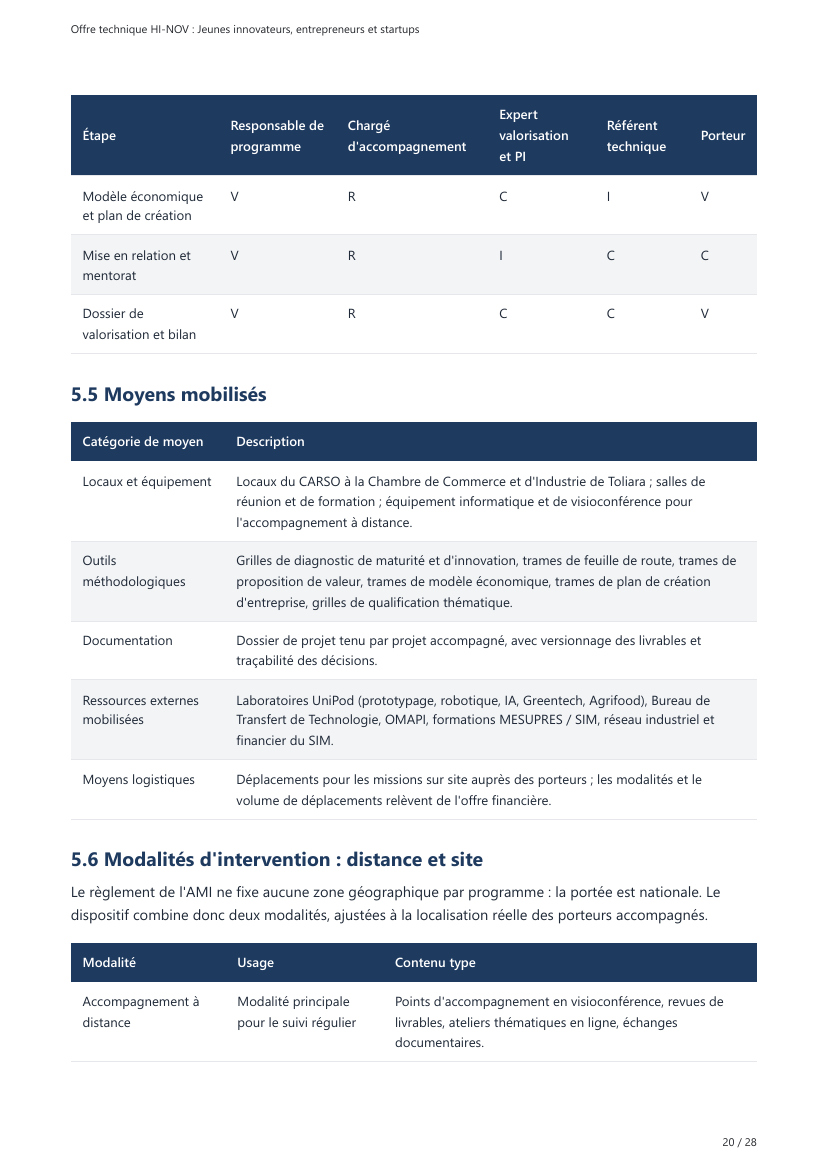 Offre technique HI-NOV : Jeunes innovateurs, entrepreneurs et startups
Étape
Responsable de
programme
Chargé
d'accompagnement
Expert
valorisation
et PI
Référent
technique
Porteur
Modèle économique
et plan de création
V
R
C
I
V
Mise en relation et
mentorat
V
R
I
C
C
Dossier de
valorisation et bilan
V
R
C
C
V
5.5 Moyens mobilisés
Catégorie de moyen
Description
Locaux et équipement
Locaux du CARSO à la Chambre de Commerce et d'Industrie de Toliara ; salles de
réunion et de formation ; équipement informatique et de visioconférence pour
l'accompagnement à distance.
Outils
méthodologiques
Grilles de diagnostic de maturité et d'innovation, trames de feuille de route, trames de
proposition de valeur, trames de modèle économique, trames de plan de création
d'entreprise, grilles de qualification thématique.
Documentation
Dossier de projet tenu par projet accompagné, avec versionnage des livrables et
traçabilité des décisions.
Ressources externes
mobilisées
Laboratoires UniPod (prototypage, robotique, IA, Greentech, Agrifood), Bureau de
Transfert de Technologie, OMAPI, formations MESUPRES / SIM, réseau industriel et
financier du SIM.
Moyens logistiques
Déplacements pour les missions sur site auprès des porteurs ; les modalités et le
volume de déplacements relèvent de l'offre financière.
5.6 Modalités d'intervention : distance et site
Le règlement de l'AMI ne fixe aucune zone géographique par programme : la portée est nationale. Le
dispositif combine donc deux modalités, ajustées à la localisation réelle des porteurs accompagnés.
Modalité
Usage
Contenu type
Accompagnement à
distance
Modalité principale
pour le suivi régulier
Points d'accompagnement en visioconférence, revues de
livrables, ateliers thématiques en ligne, échanges
documentaires.
20 / 28